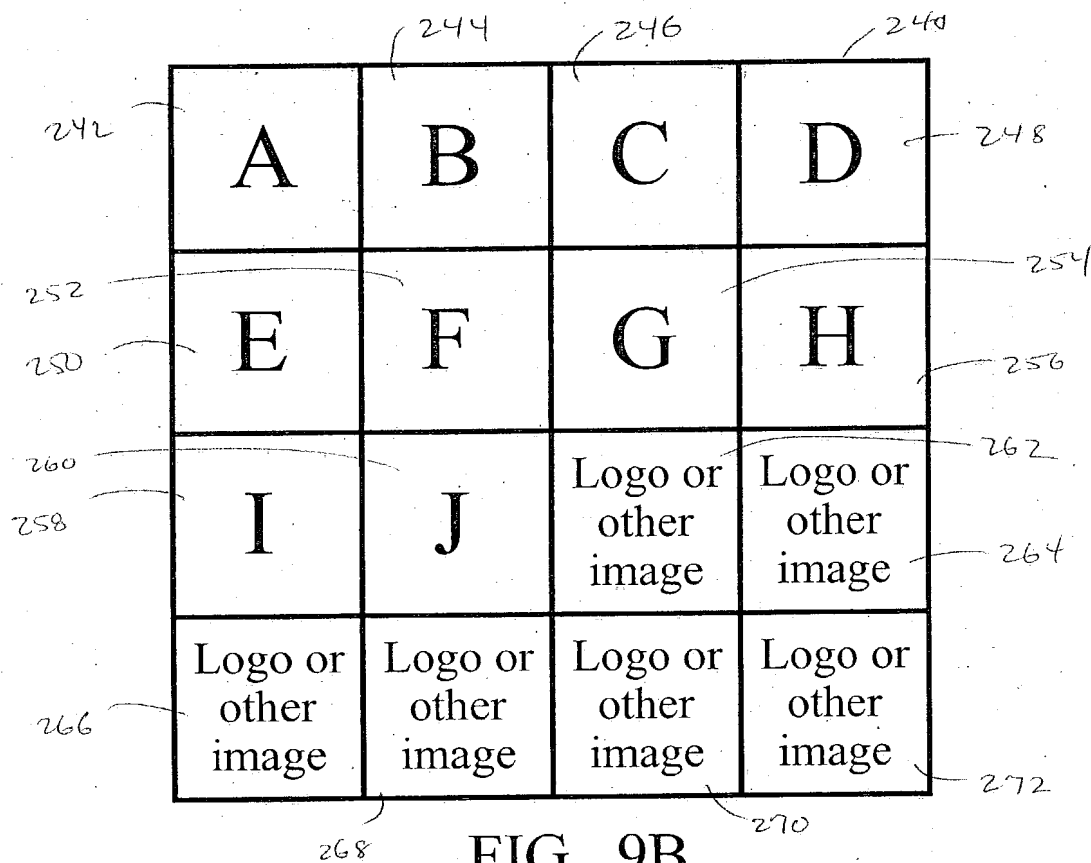 244 246 240
242 A B C D 248
252 254
250 E F G H 256
260 262
258 I J Logo or Logo or
other other
image image 264
Logo or Logo or Logo or Logo or
266 other other other other
image image image image 272
268 270
FIG. 9B